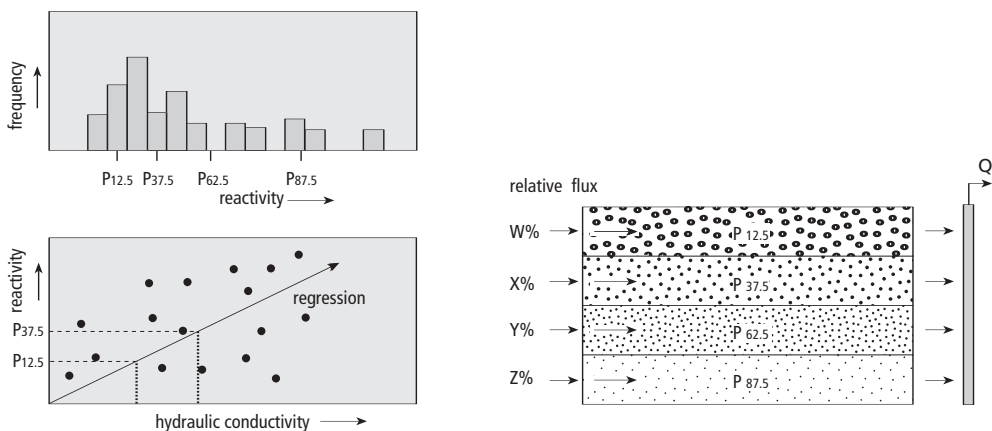 frequency
P12.5 P37.5 P62.5 P87.5
reactivity
reactivity
regression
P37.5
P12.5
hydraulic conductivity
relative flux
Q
W% P 12.5
X% P 37.5
Y% P 62.5
Z% P 87.5